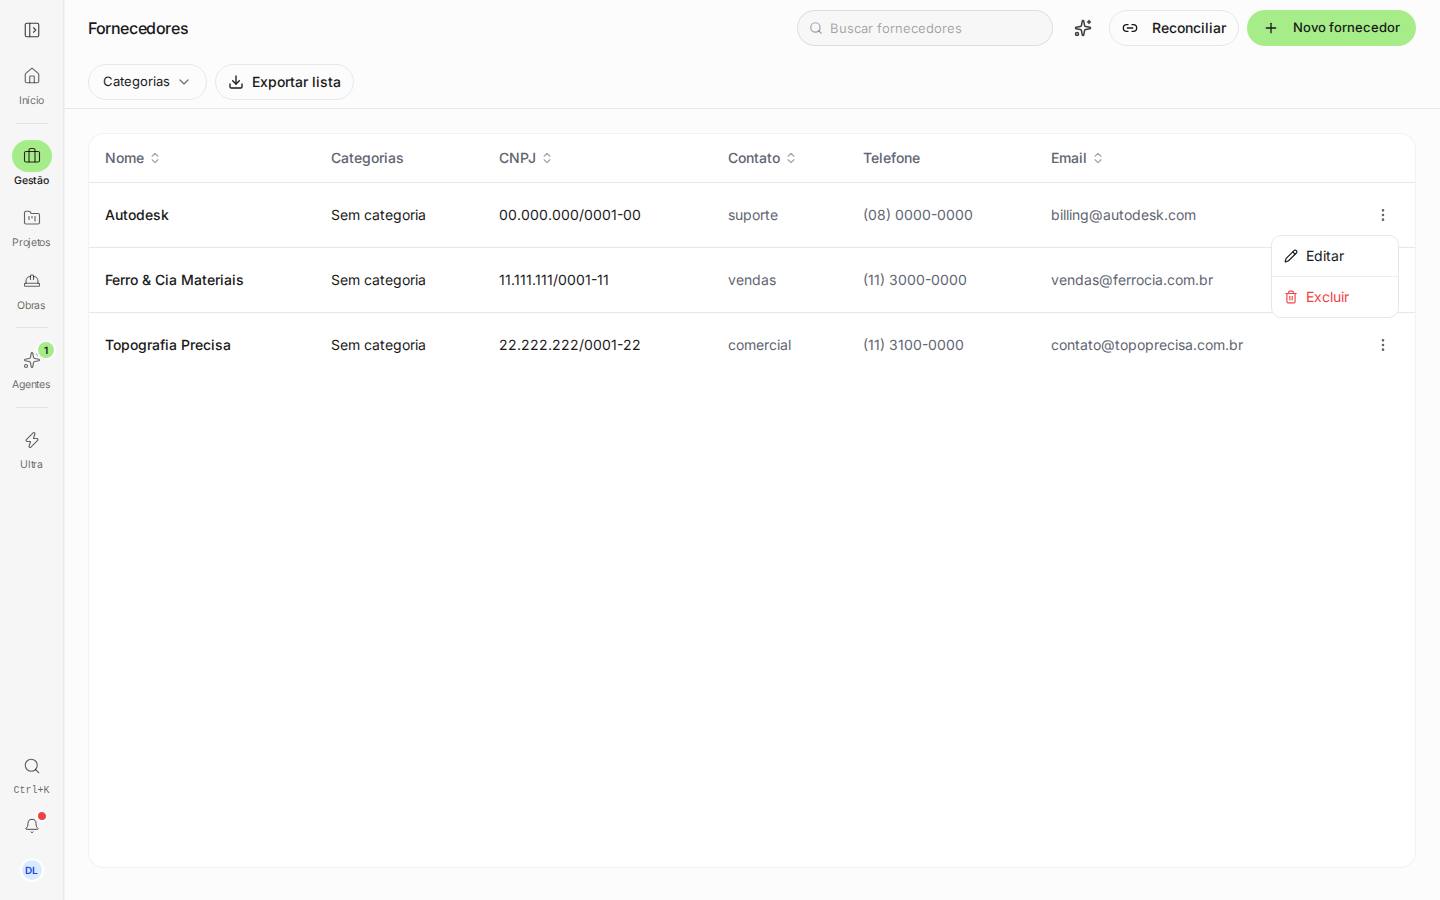 Fornecedores
Buscar fornecedores
Reconciliar
Novo fornecedor
Categorias
Exportar lista
Início
Gestão
Projetos
Obras
1
Agentes
Ultra
Ctrl+K
DL
Nome Categorias CNPJ Contato Telefone Email
Autodesk Sem categoria 00.000.000/0001-00 suporte (08) 0000-0000 billing@autodesk.com
Editar
Ferro & Cia Materiais Sem categoria 11.111.111/0001-11 vendas (11) 3000-0000 vendas@ferrocia.com.br
Excluir
Topografia Precisa Sem categoria 22.222.222/0001-22 comercial (11) 3100-0000 contato@topoprecisa.com.br